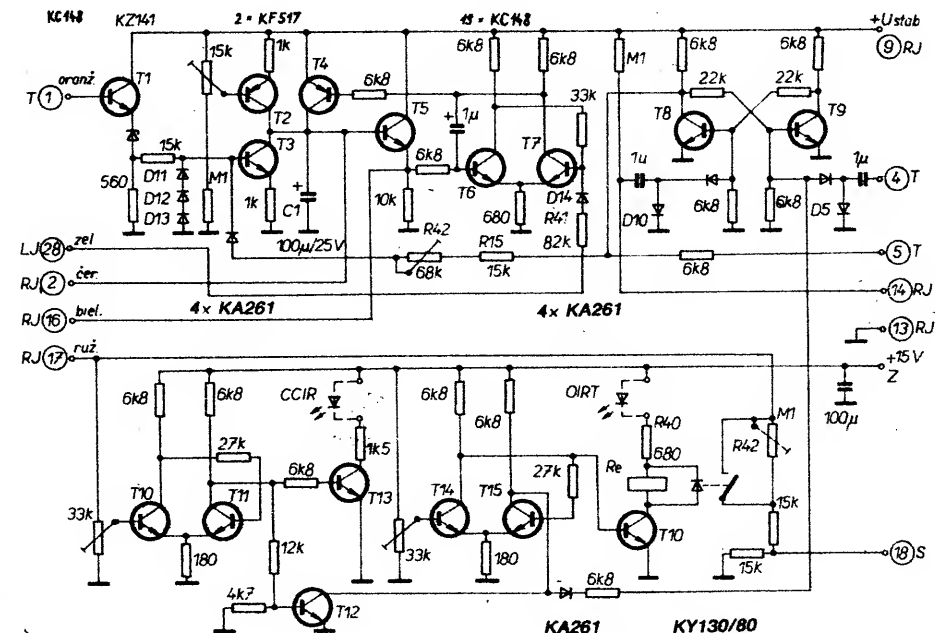 KC148 KZ141 2 = KF517 19 = KC148
+Ustab
9 RJ
15k 1k T4 6k8 6k8 M1 6k8 6k8
T 1 oranž. T1 6k8 33k 22k 22k
T2 T5 1µ T8 T9
15k T3 T7
D11 6k8 T6 1u 1µ 4 T
560 D12 M1 1k C1 10k D14
D13 680 R41 D10 6k8 6k8 D5
100µ/25V R42 82k
LJ 28 zel 68k R15 15k 6k8 5 T
RJ 2 čer.
4x KA261 4x KA261 14 RJ
RJ 16 biel.
13 RJ
RJ 17 ruž.
+15V
Z
6k8 6k8 CCIR 6k8 6k8 OIRT 100µ
M1
27k 1k5 R40 R42
680
6k8 27k Re
T10 T11 T13 T14 T15
33k 15k
180 12k 33k 180 T10
15k 18 S
4k7 T12 6k8
KA261 KY130/80